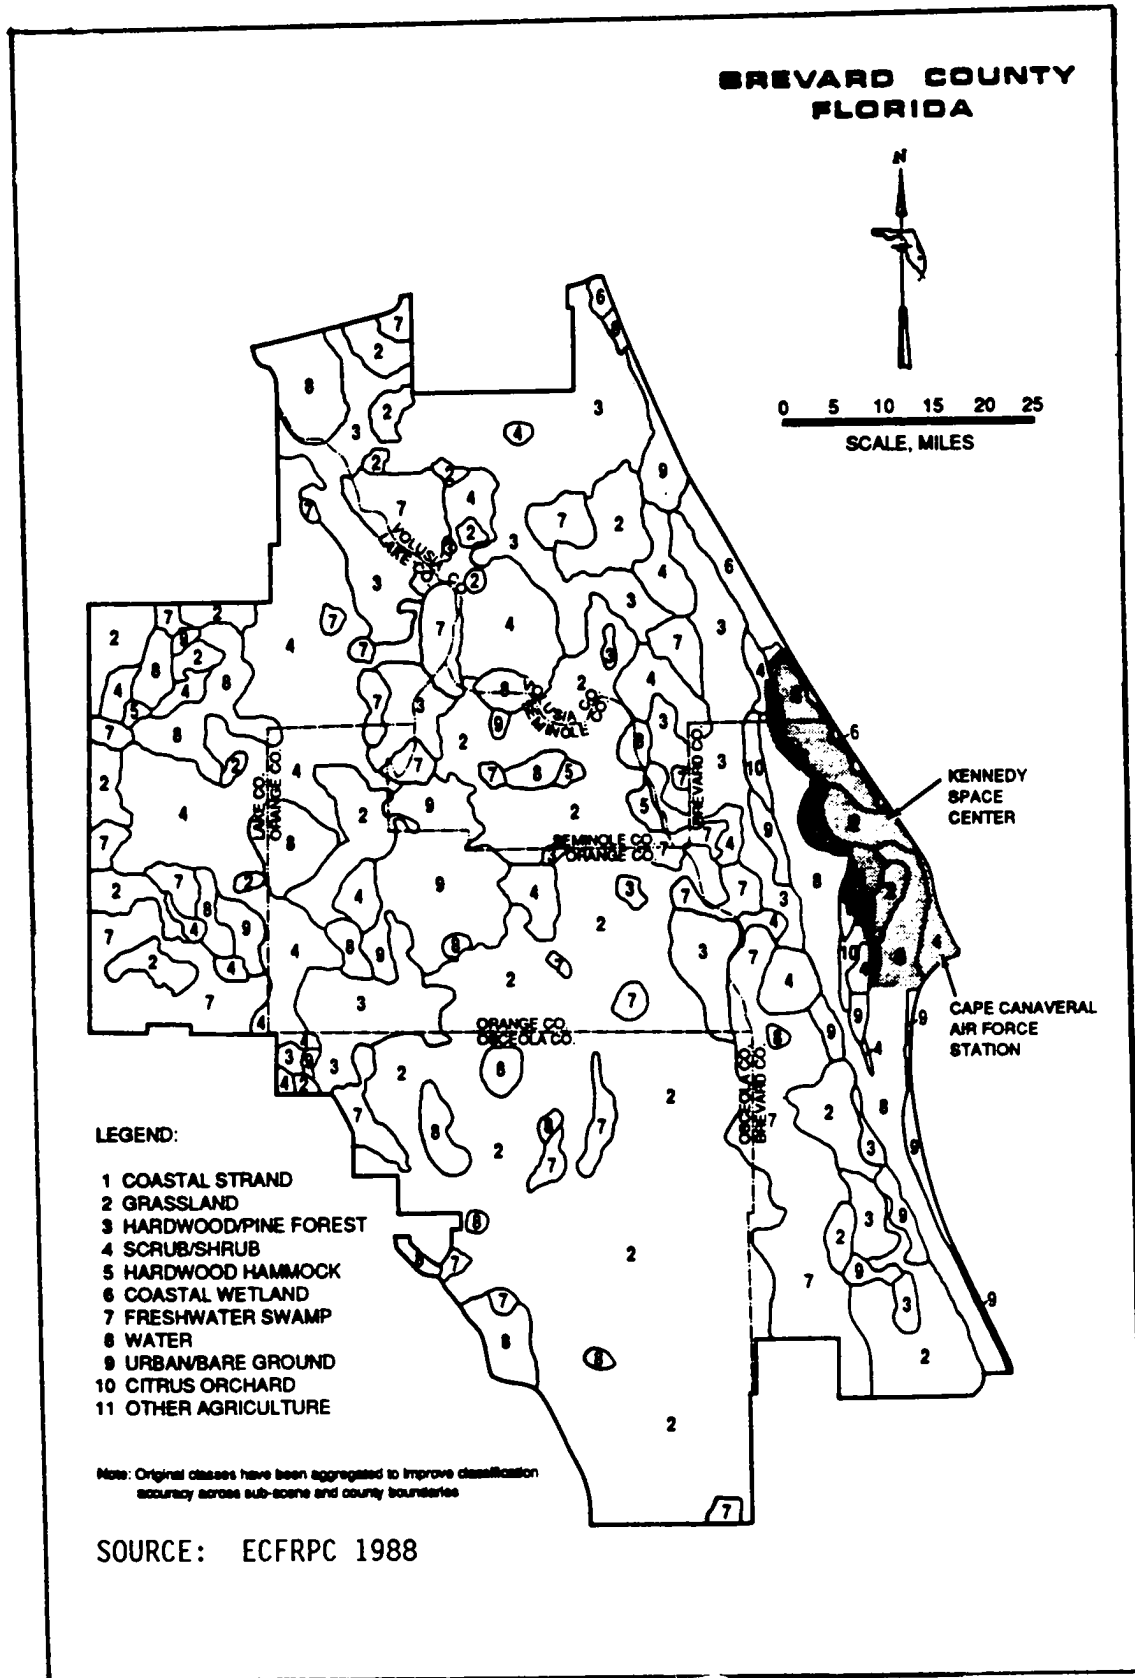 BREVARD COUNTY
FLORIDA
N
0 5 10 15 20 25
SCALE, MILES
VOLUSIA CO.
LAKE CO.
VOLUSIA CO.
SEMINOLE CO.
LAKE CO.
ORANGE CO.
BREVARD CO.
SEMINOLE CO.
ORANGE CO.
ORANGE CO.
OSCEOLA CO.
OSCEOLA CO.
BREVARD CO.
KENNEDY
SPACE
CENTER
CAPE CANAVERAL
AIR FORCE
STATION
LEGEND:
1 COASTAL STRAND
2 GRASSLAND
3 HARDWOOD/PINE FOREST
4 SCRUB/SHRUB
5 HARDWOOD HAMMOCK
6 COASTAL WETLAND
7 FRESHWATER SWAMP
8 WATER
9 URBAN/BARE GROUND
10 CITRUS ORCHARD
11 OTHER AGRICULTURE
Note: Original classes have been aggregated to improve classification
accuracy across sub-scene and county boundaries
SOURCE: ECFRPC 1988